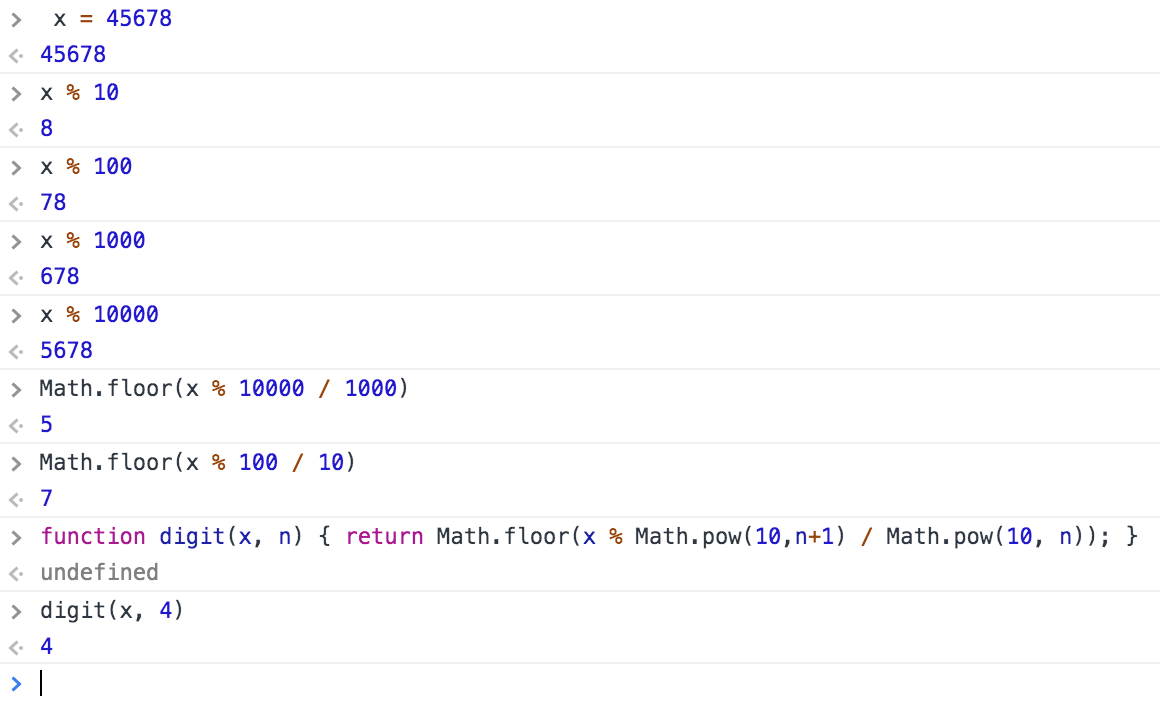 > x = 45678
45678
> x % 10
8
> x % 100
78
> x % 1000
678
> x % 10000
5678
> Math.floor(x % 10000 / 1000)
5
> Math.floor(x % 100 / 10)
7
> function digit(x, n) { return Math.floor(x % Math.pow(10,n+1) / Math.pow(10, n)); }
undefined
> digit(x, 4)
4
>